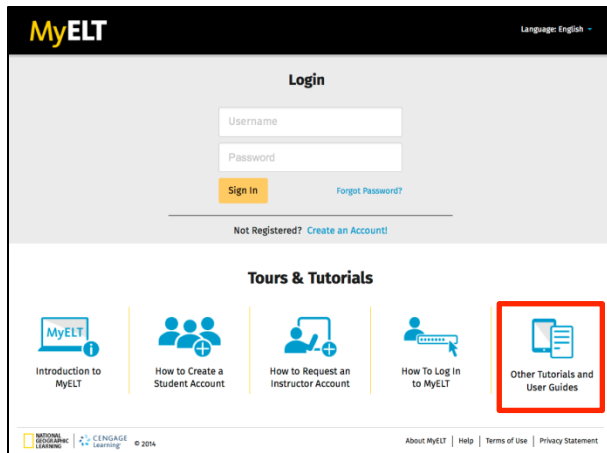 MyELT
Language: English
Login
Username
Password
Sign In
Forgot Password?
Not Registered? Create an Account!
Tours & Tutorials
MyELT
Introduction to
MyELT
How to Create a
Student Account
How to Request an
Instructor Account
How To Log In
to MyELT
Other Tutorials and
User Guides
NATIONAL
GEOGRAPHIC
LEARNING
CENGAGE
Learning
© 2014
About MyELT | Help | Terms of Use | Privacy Statement